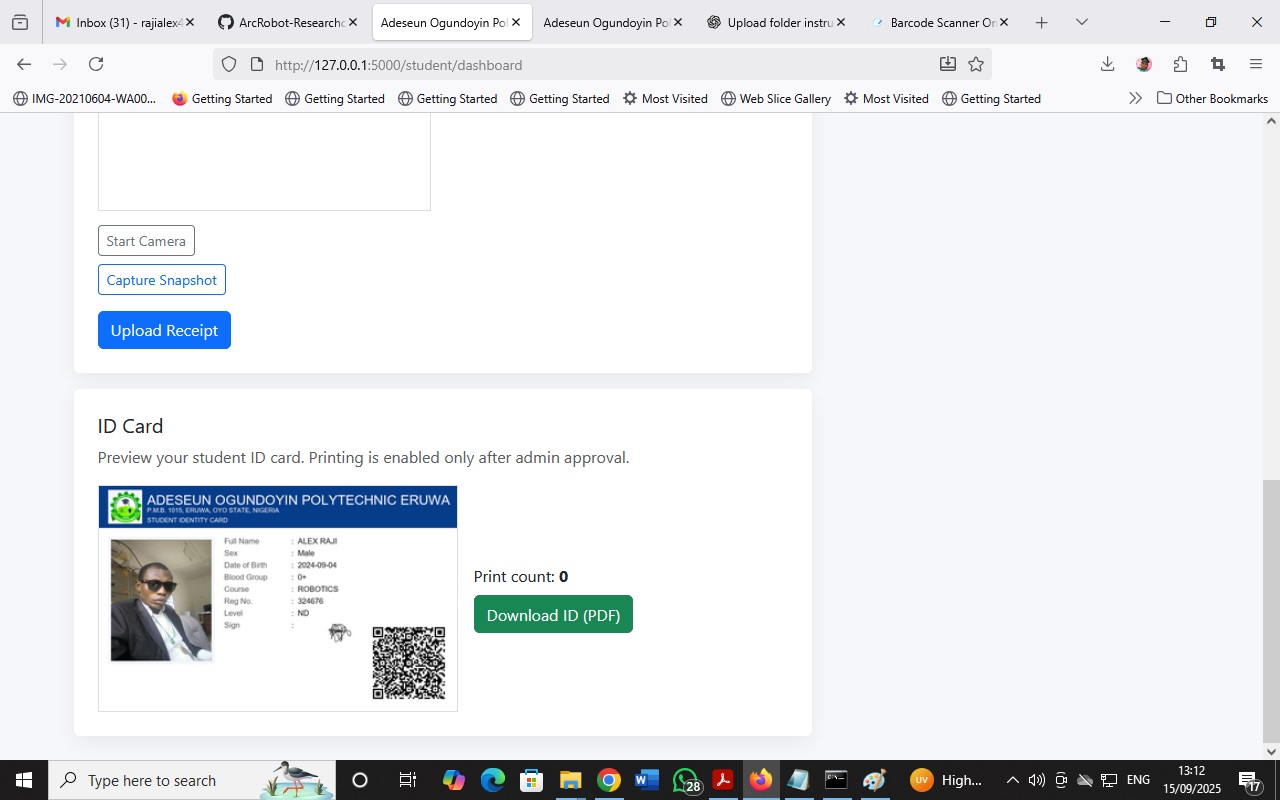 Inbox (31) - rajialex4
ArcRobot-Researchc
Adeseun Ogundoyin Pol
Adeseun Ogundoyin Pol
Upload folder instru
Barcode Scanner On
http://127.0.0.1:5000/student/dashboard
IMG-20210604-WA00...
Getting Started
Getting Started
Getting Started
Getting Started
Most Visited
Web Slice Gallery
Most Visited
Getting Started
Other Bookmarks
Start Camera
Capture Snapshot
Upload Receipt
ID Card
Preview your student ID card. Printing is enabled only after admin approval.
ADESEUN OGUNDOYIN POLYTECHNIC ERUWA
P.M.B. 1015, ERUWA, OYO STATE, NIGERIA
STUDENT IDENTITY CARD
Full Name : ALEX RAJI
Sex : Male
Date of Birth : 2024-09-04
Blood Group : 0+
Course : ROBOTICS
Reg No. : 324676
Level : ND
Sign :
Print count: 0
Download ID (PDF)
Type here to search
28
UV
High...
ENG
13:12
15/09/2025
17